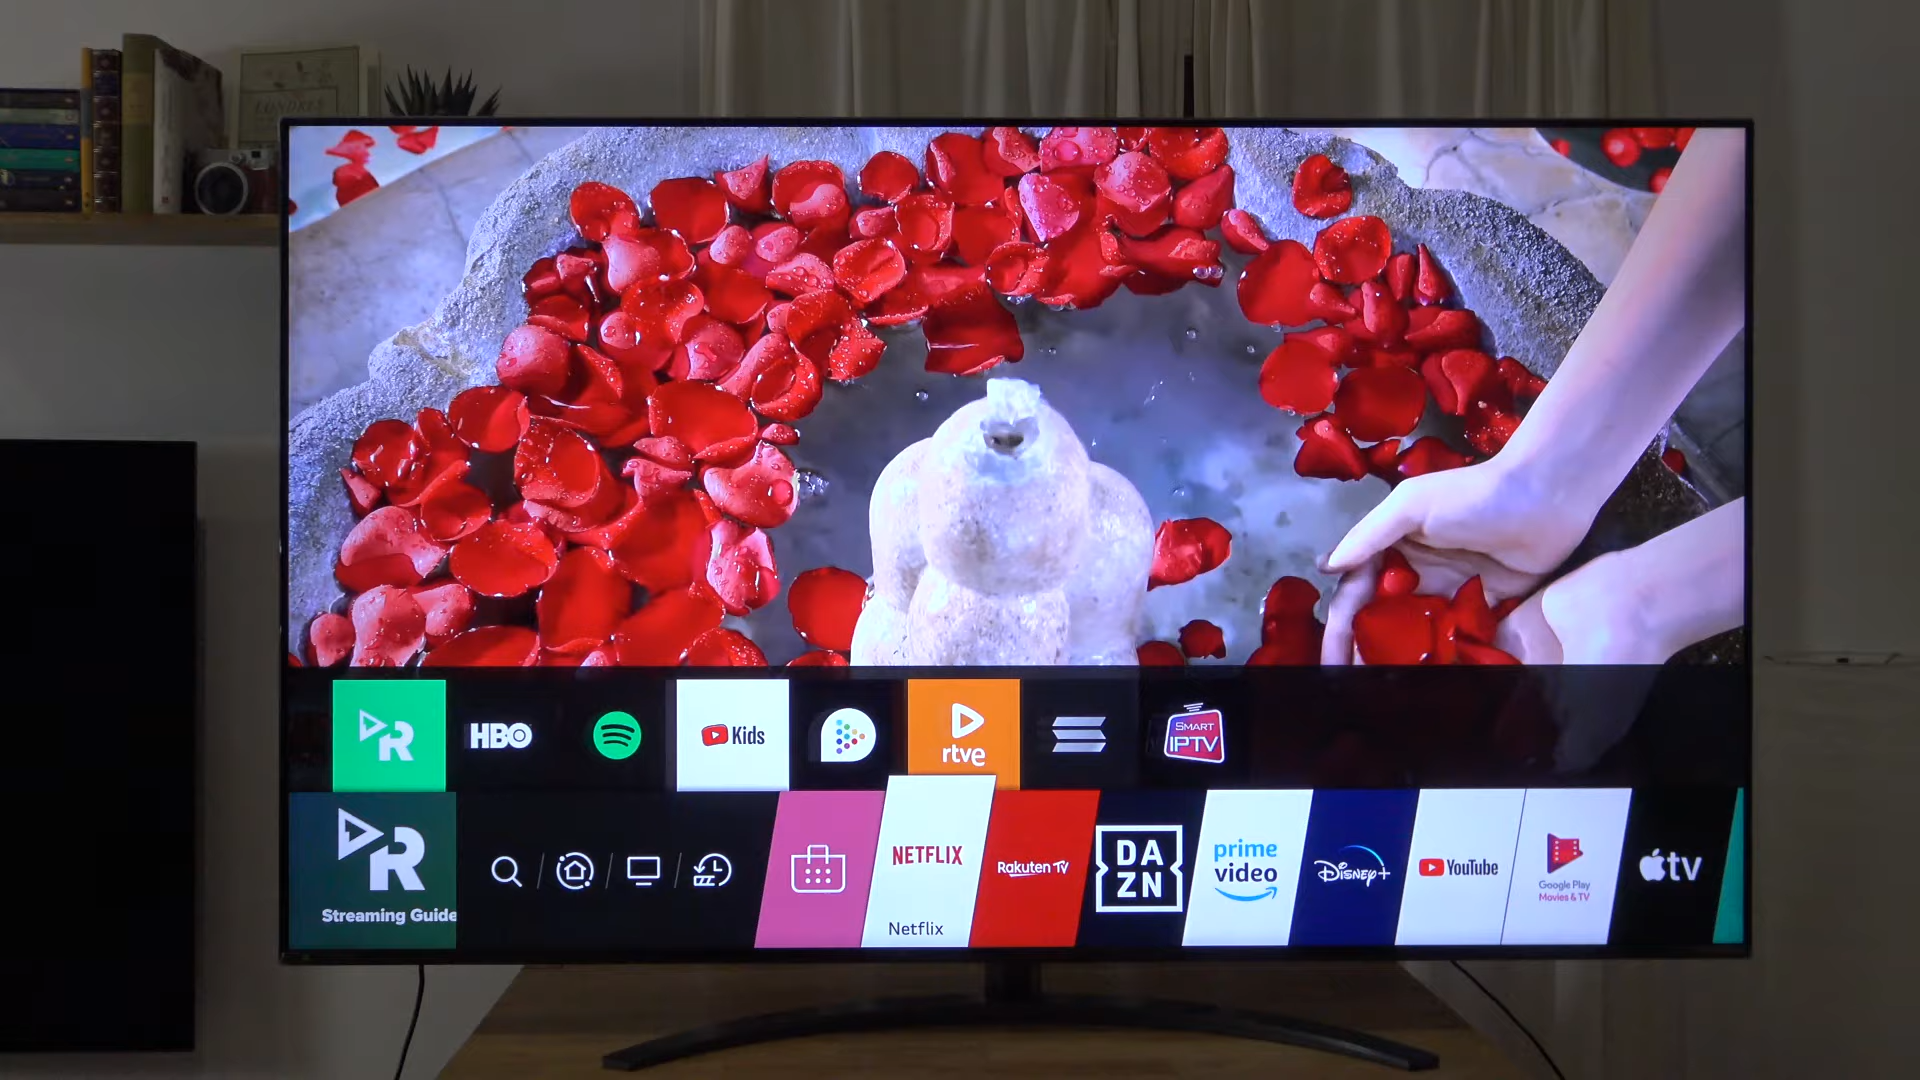 LONDRES
R
HBO
Kids
rtve
SMART
IPTV
R
Streaming Guide
NETFLIX
Netflix
Rakuten TV
DA
ZN
prime
video
Disney+
YouTube
Google Play
Movies & TV
tv